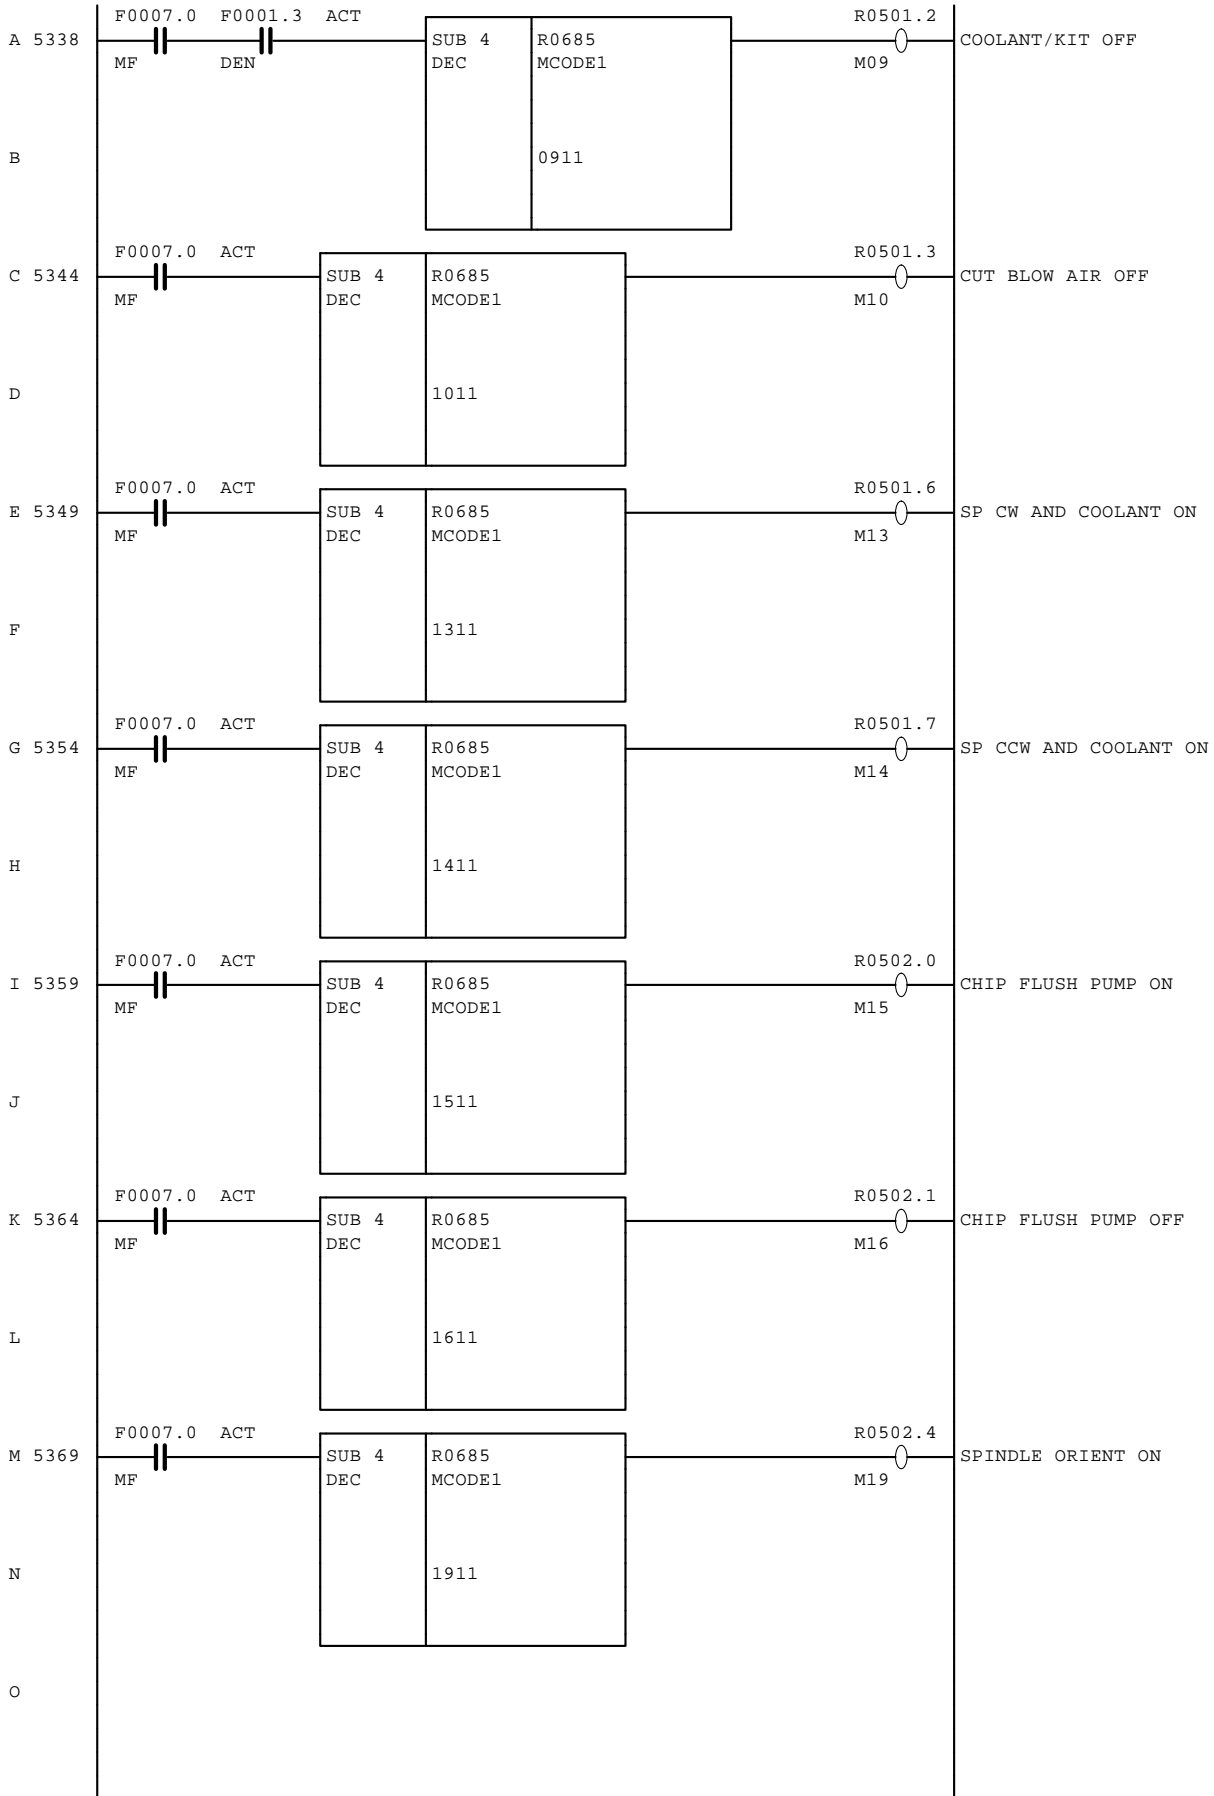 F0007.0 F0001.3 ACT R0501.2
A 5338 SUB 4 R0685 COOLANT/KIT OFF
MF DEN DEC MCODE1 M09
B 0911
F0007.0 ACT R0501.3
C 5344 SUB 4 R0685 CUT BLOW AIR OFF
MF DEC MCODE1 M10
D 1011
F0007.0 ACT R0501.6
E 5349 SUB 4 R0685 SP CW AND COOLANT ON
MF DEC MCODE1 M13
F 1311
F0007.0 ACT R0501.7
G 5354 SUB 4 R0685 SP CCW AND COOLANT ON
MF DEC MCODE1 M14
H 1411
F0007.0 ACT R0502.0
I 5359 SUB 4 R0685 CHIP FLUSH PUMP ON
MF DEC MCODE1 M15
J 1511
F0007.0 ACT R0502.1
K 5364 SUB 4 R0685 CHIP FLUSH PUMP OFF
MF DEC MCODE1 M16
L 1611
F0007.0 ACT R0502.4
M 5369 SUB 4 R0685 SPINDLE ORIENT ON
MF DEC MCODE1 M19
N 1911
O